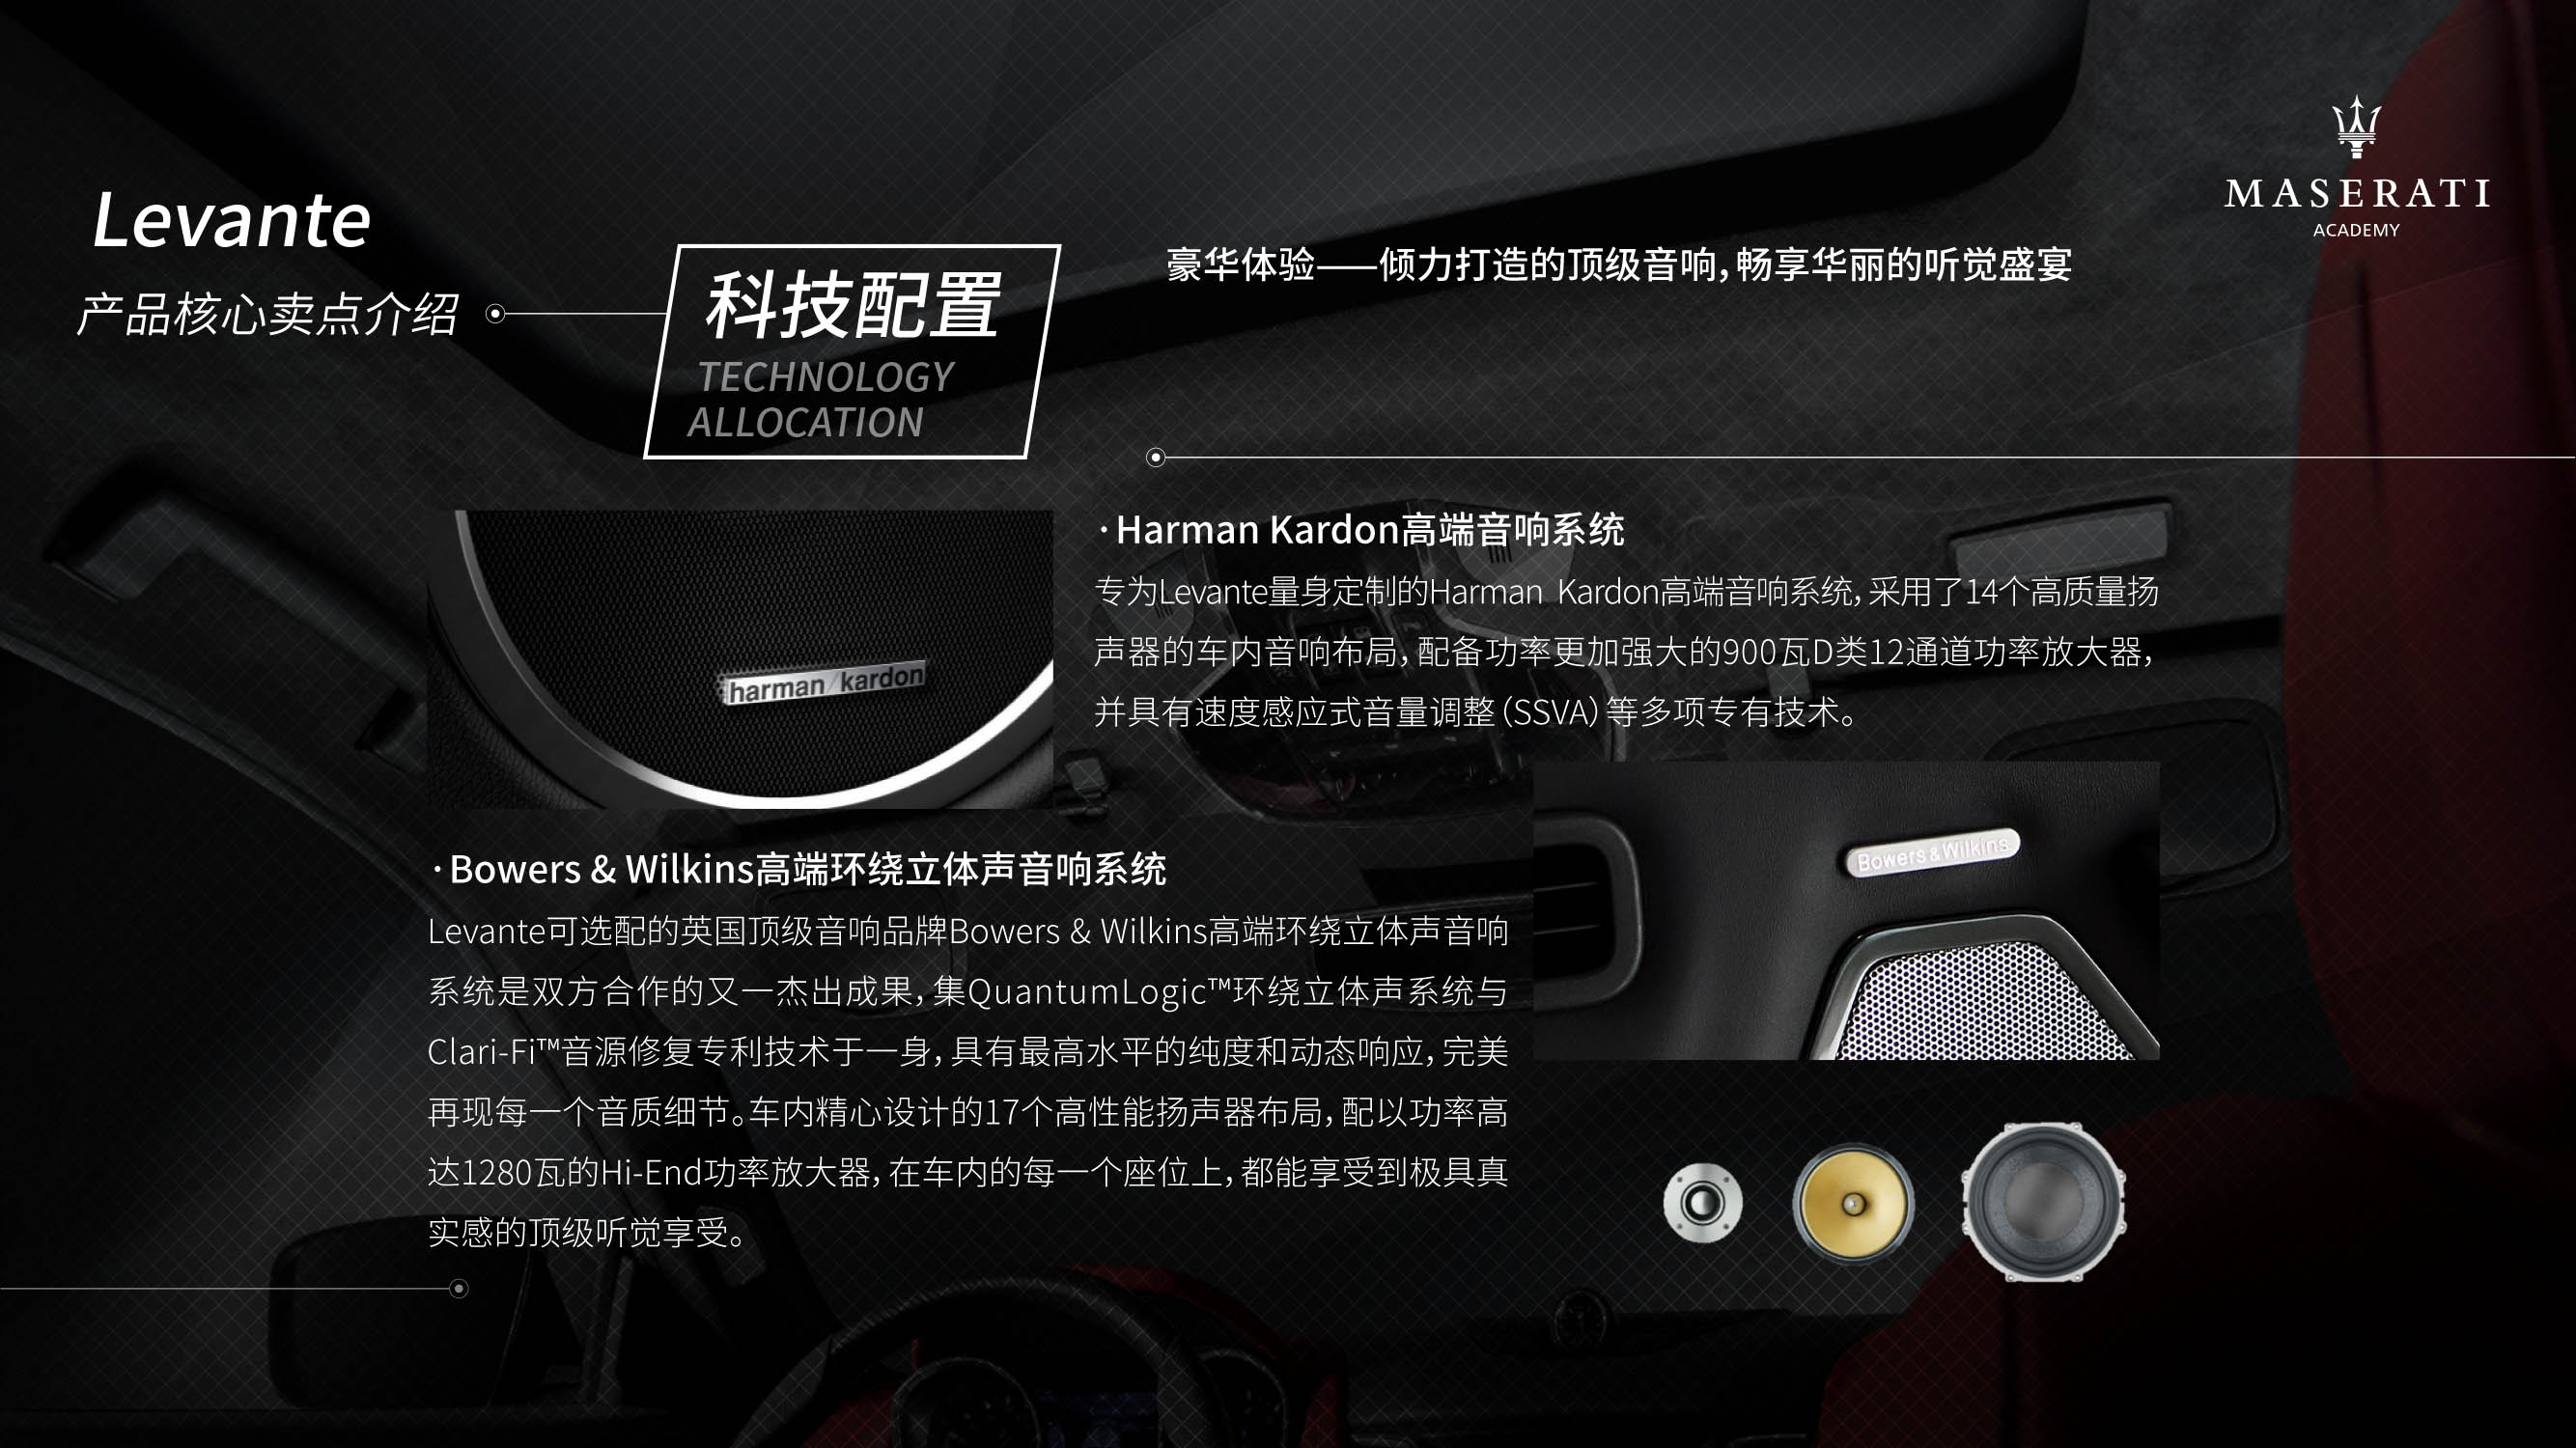 Levante
产品核心卖点介绍
科技配置
TECHNOLOGY
ALLOCATION
豪华体验——倾力打造的顶级音响，畅享华丽的听觉盛宴
MASERATI
ACADEMY
harman/kardon
·Harman Kardon高端音响系统
专为Levante量身定制的Harman Kardon高端音响系统，采用了14个高质量扬
声器的车内音响布局，配备功率更加强大的900瓦D类12通道功率放大器，
并具有速度感应式音量调整（SSVA）等多项专有技术。
Bowers & Wilkins
·Bowers & Wilkins高端环绕立体声音响系统
Levante可选配的英国顶级音响品牌Bowers & Wilkins高端环绕立体声音响
系统是双方合作的又一杰出成果，集QuantumLogic™环绕立体声系统与
Clari-Fi™音源修复专利技术于一身，具有最高水平的纯度和动态响应，完美
再现每一个音质细节。车内精心设计的17个高性能扬声器布局，配以功率高
达1280瓦的Hi-End功率放大器，在车内的每一个座位上，都能享受到极具真
实感的顶级听觉享受。